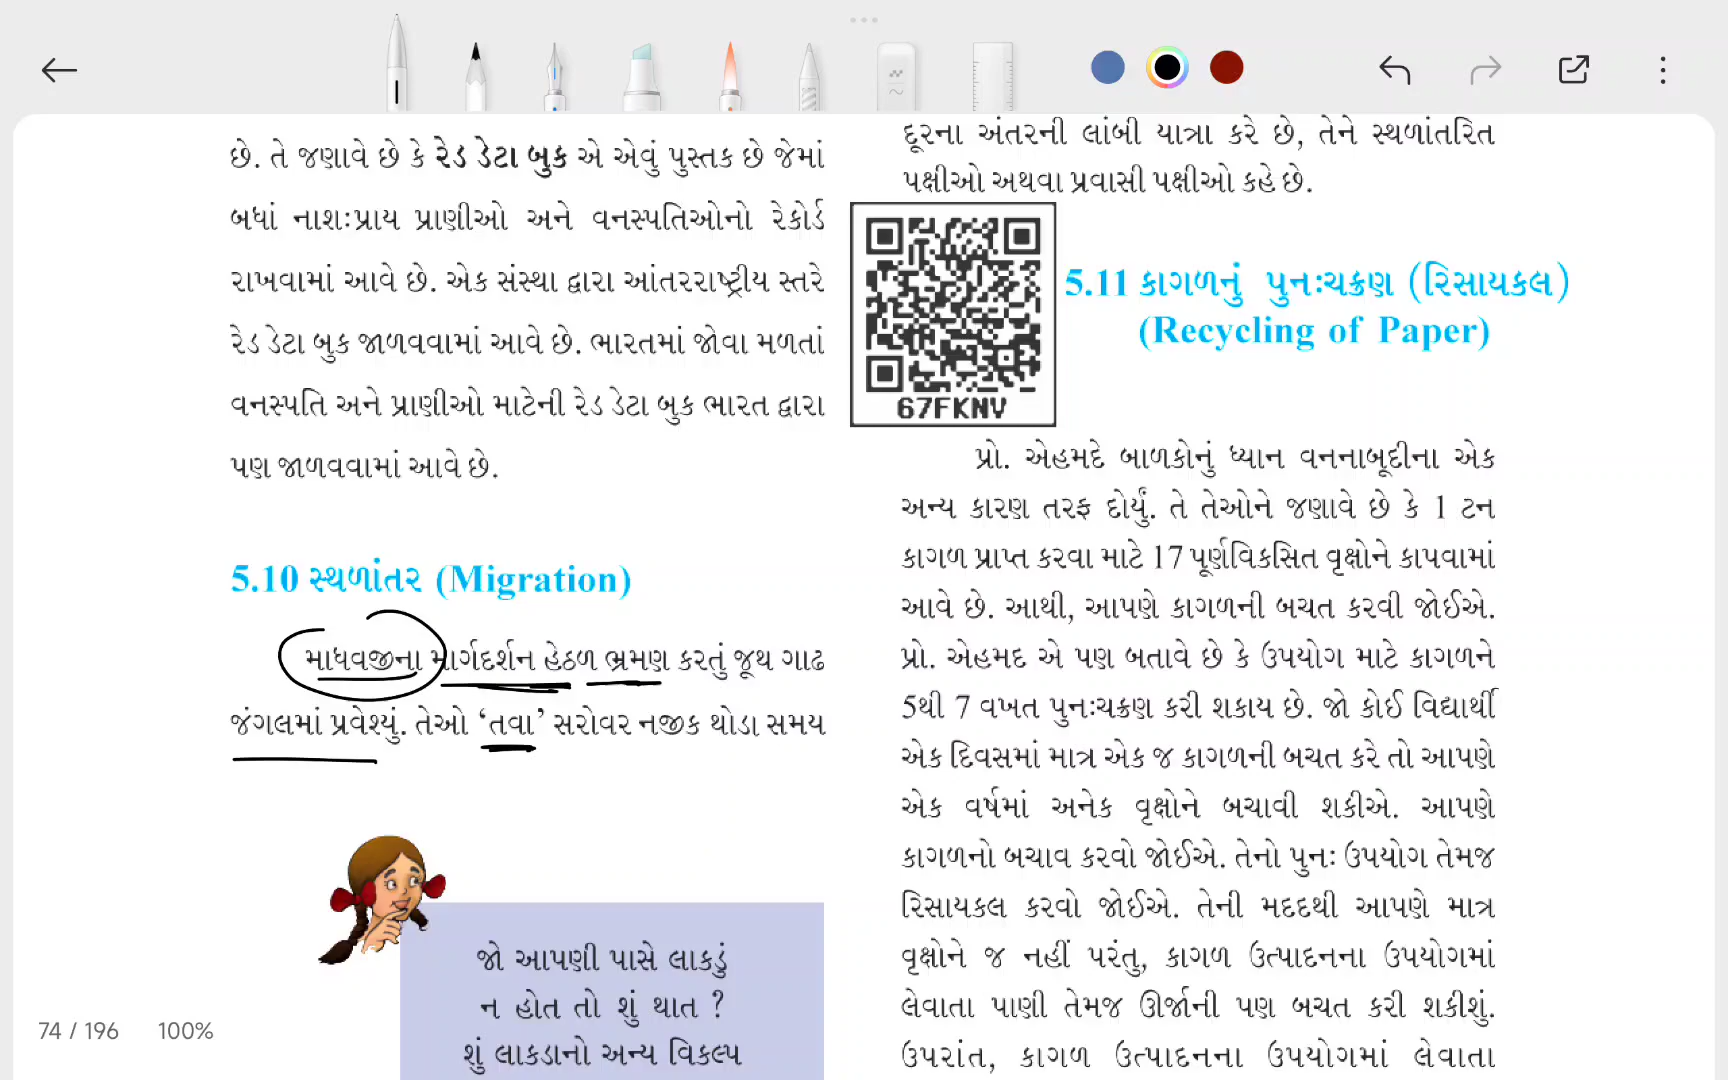 છે. તે જણાવે છે કે રેડ ડેટા બુક એ એવું પુસ્તક છે જેમાં
બધાં નાશઃપ્રાય પ્રાણીઓ અને વનસ્પતિઓનો રેકોર્ડ
રાખવામાં આવે છે. એક સંસ્થા દ્વારા આંતરરાષ્ટ્રીય સ્તરે
રેડ ડેટા બુક જાળવવામાં આવે છે. ભારતમાં જોવા મળતાં
વનસ્પતિ અને પ્રાણીઓ માટેની રેડ ડેટા બુક ભારત દ્વારા
પણ જાળવવામાં આવે છે.
5.10 સ્થળાંતર (Migration)
માધવજીના માર્ગદર્શન હેઠળ ભ્રમણ કરતું જૂથ ગાઢ
જંગલમાં પ્રવેશ્યું. તેઓ ‘તવા’ સરોવર નજીક થોડા સમય
જો આપણી પાસે લાકડું
ન હોત તો શું થાત ?
શું લાકડાનો અન્ય વિકલ્પ
દૂરના અંતરની લાંબી યાત્રા કરે છે, તેને સ્થળાંતરિત
પક્ષીઓ અથવા પ્રવાસી પક્ષીઓ કહે છે.
67FKNV
5.11 કાગળનું પુનઃચક્રણ (રિસાયકલ)
(Recycling of Paper)
પ્રો. એહમદે બાળકોનું ધ્યાન વનનાબૂદીના એક
અન્ય કારણ તરફ દોર્યું. તે તેઓને જણાવે છે કે 1 ટન
કાગળ પ્રાપ્ત કરવા માટે 17 પૂર્ણવિકસિત વૃક્ષોને કાપવામાં
આવે છે. આથી, આપણે કાગળની બચત કરવી જોઈએ.
પ્રો. એહમદ એ પણ બતાવે છે કે ઉપયોગ માટે કાગળને
5થી 7 વખત પુનઃચક્રણ કરી શકાય છે. જો કોઈ વિદ્યાર્થી
એક દિવસમાં માત્ર એક જ કાગળની બચત કરે તો આપણે
એક વર્ષમાં અનેક વૃક્ષોને બચાવી શકીએ. આપણે
કાગળનો બચાવ કરવો જોઈએ. તેનો પુનઃ ઉપયોગ તેમજ
રિસાયકલ કરવો જોઈએ. તેની મદદથી આપણે માત્ર
વૃક્ષોને જ નહીં પરંતુ, કાગળ ઉત્પાદનના ઉપયોગમાં
લેવાતા પાણી તેમજ ઊર્જાની પણ બચત કરી શકીશું.
ઉપરાંત, કાગળ ઉત્પાદનના ઉપયોગમાં લેવાતા
74 / 196 100%